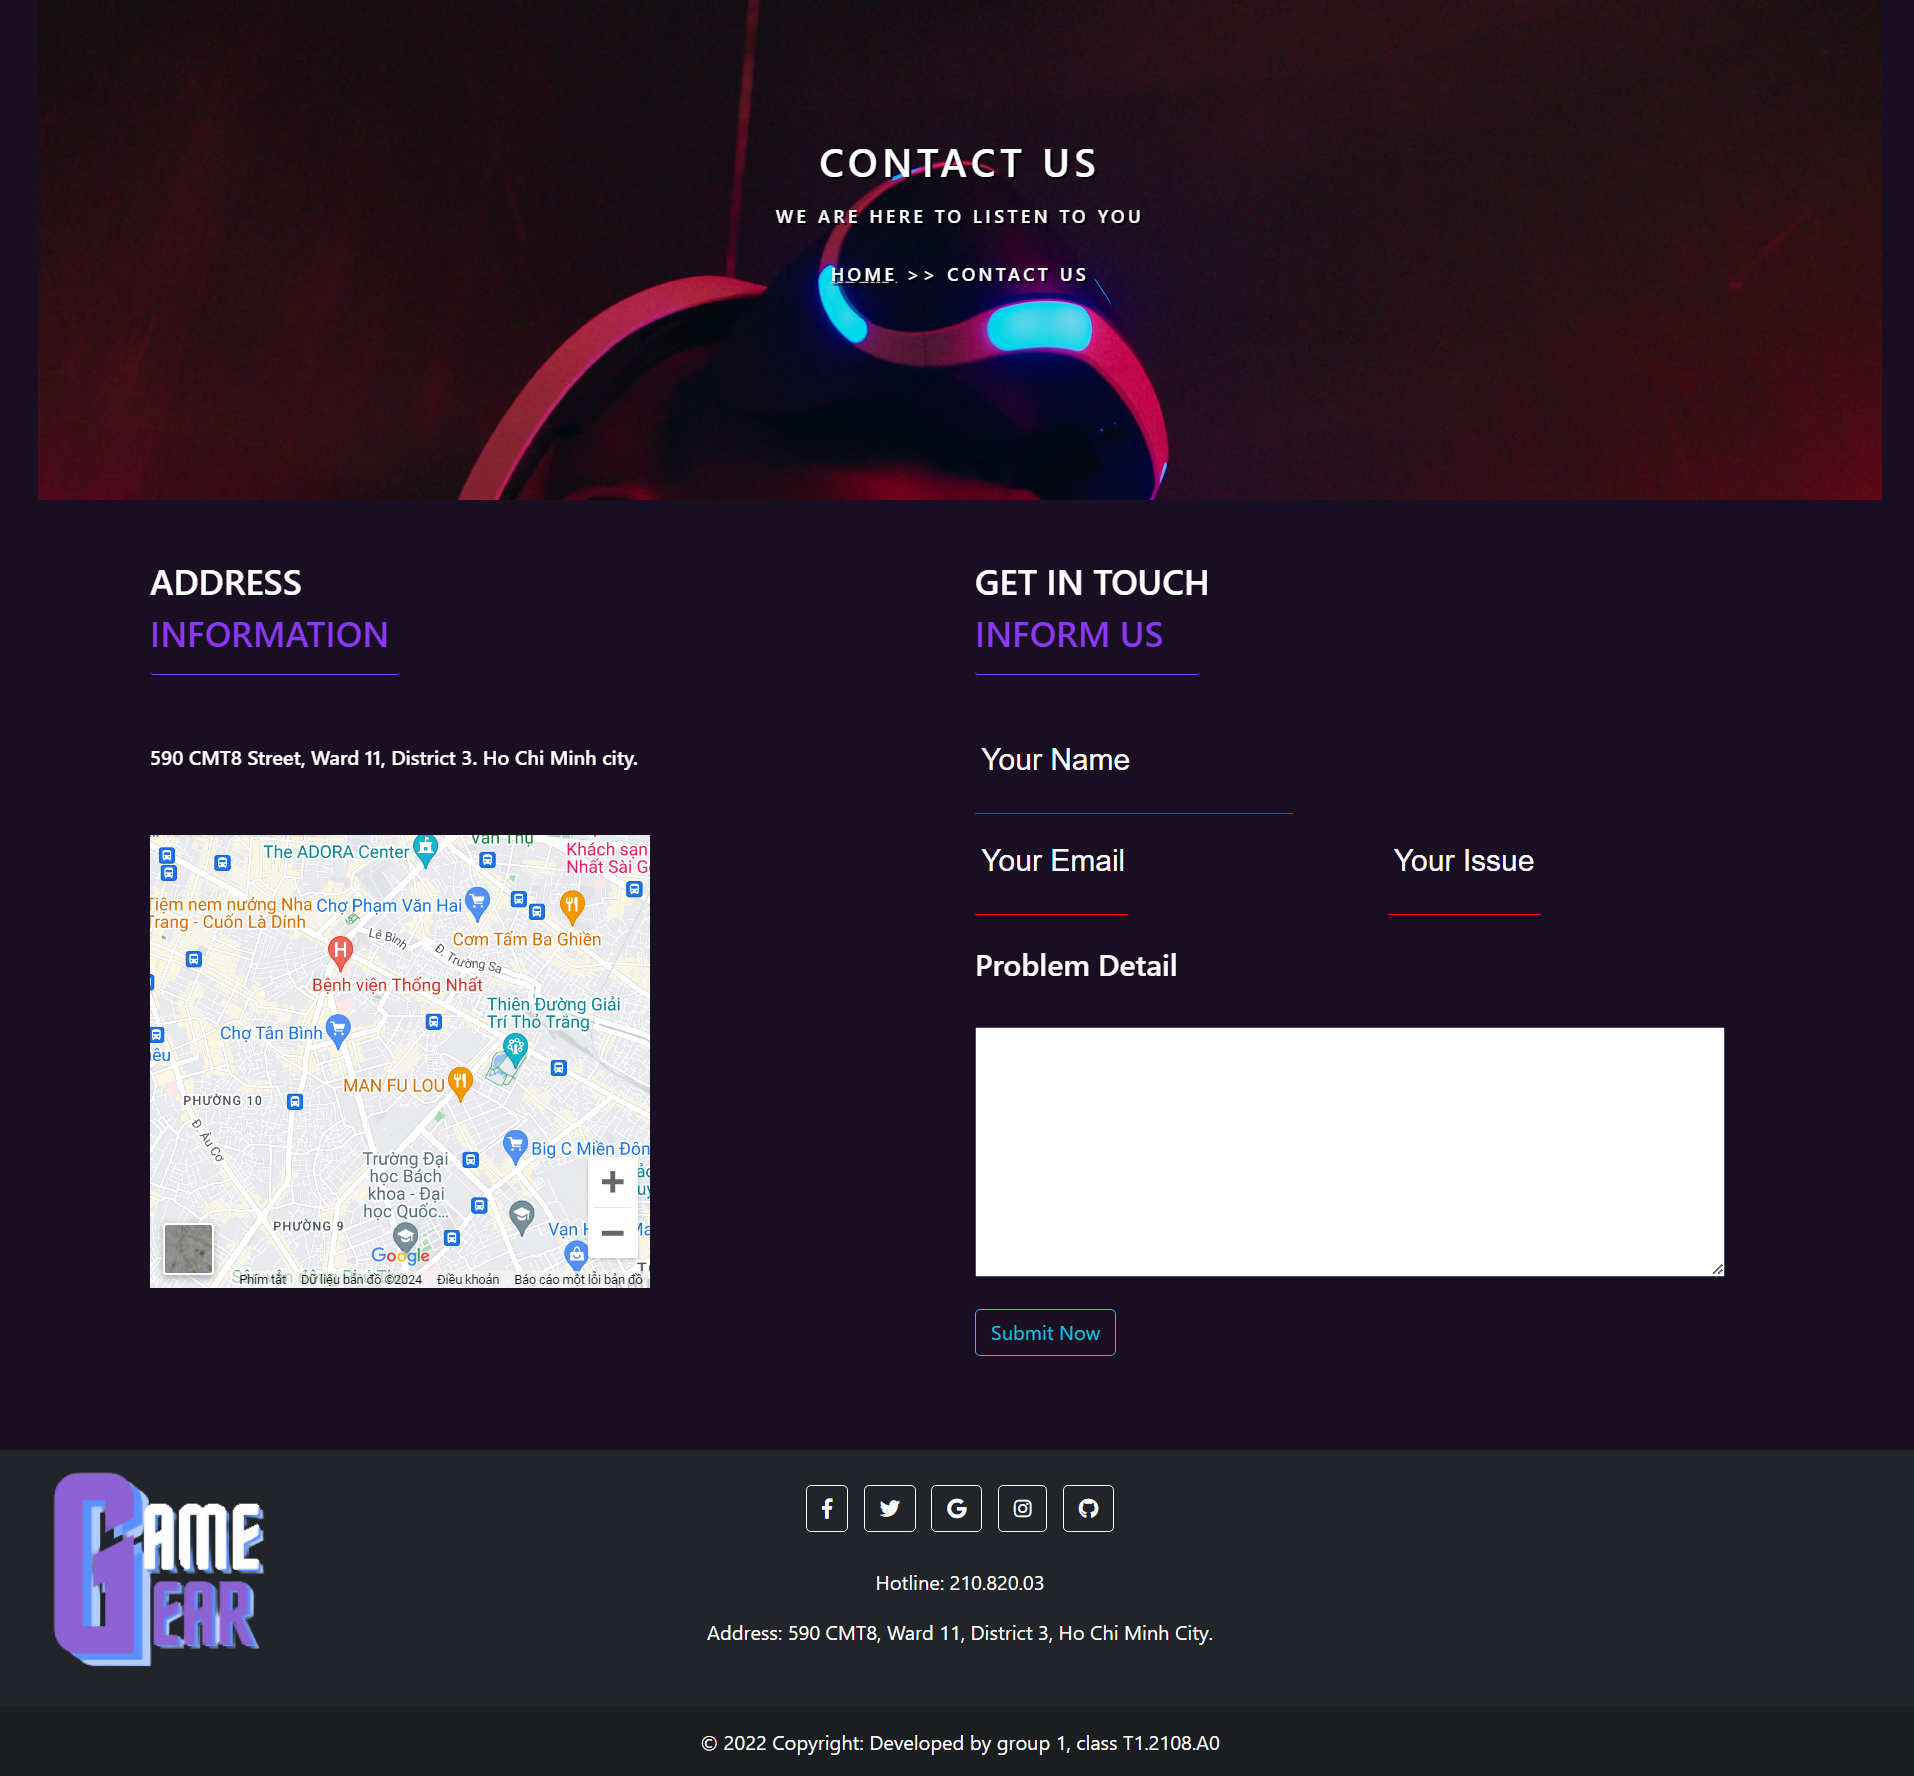 CONTACT US
WE ARE HERE TO LISTEN TO YOU
HOME >> CONTACT US
ADDRESS
INFORMATION
590 CMT8 Street, Ward 11, District 3. Ho Chi Minh city.
Văn Thụ
The ADORA Center
Khách sạn
Nhất Sài G
Tiệm nem nướng Nha
Trang - Cuốn Là Dính
Chợ Phạm Văn Hai
Lê Bình
Cơm Tấm Ba Ghiền
Đ. Trường Sa
H
Bệnh viện Thống Nhất
Thiên Đường Giải
Trí Thỏ Trắng
Chợ Tân Bình
iêu
MAN FU LOU
PHƯỜNG 10
Đ. Âu Cơ
Big C Miền Đôn
Trường Đại
học Bách
khoa - Đại
học Quốc...
PHƯỜNG 9
Vạn H
Google
Phím tắt
Dữ liệu bản đồ ©2024
Điều khoản
Báo cáo một lỗi bản đồ
GET IN TOUCH
INFORM US
Your Name
Your Email
Your Issue
Problem Detail
Submit Now
GAME
GEAR
Hotline: 210.820.03
Address: 590 CMT8, Ward 11, District 3, Ho Chi Minh City.
© 2022 Copyright: Developed by group 1, class T1.2108.A0